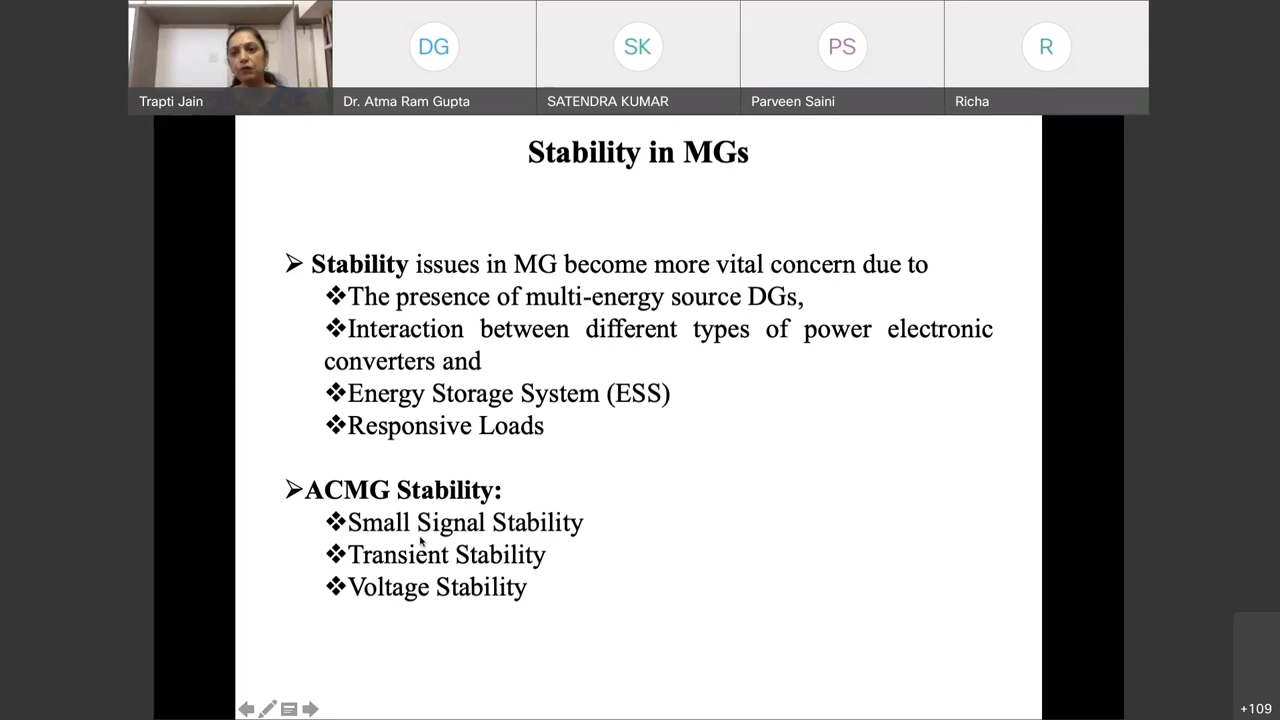 DG
SK
PS
R
Trapti Jain
Dr. Atma Ram Gupta
SATENDRA KUMAR
Parveen Saini
Richa
Stability in MGs
➢ Stability issues in MG become more vital concern due to
❖The presence of multi-energy source DGs,
❖Interaction between different types of power electronic
converters and
❖Energy Storage System (ESS)
❖Responsive Loads
➢ACMG Stability:
❖Small Signal Stability
❖Transient Stability
❖Voltage Stability
+109